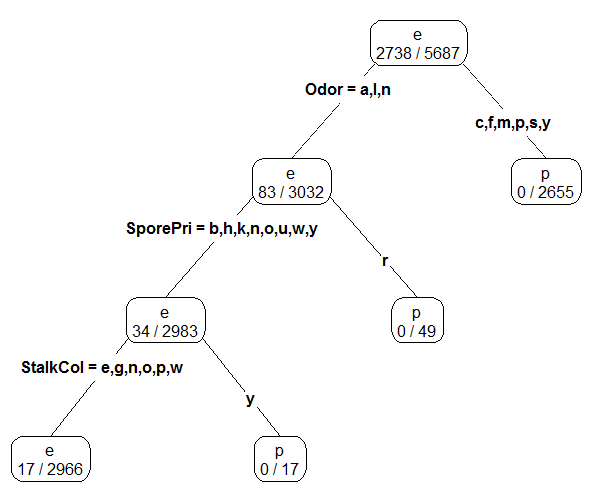 e
2738 / 5687
Odor = a,l,n
c,f,m,p,s,y
e
83 / 3032
p
0 / 2655
SporePri = b,h,k,n,o,u,w,y
r
e
34 / 2983
p
0 / 49
StalkCol = e,g,n,o,p,w
y
e
17 / 2966
p
0 / 17